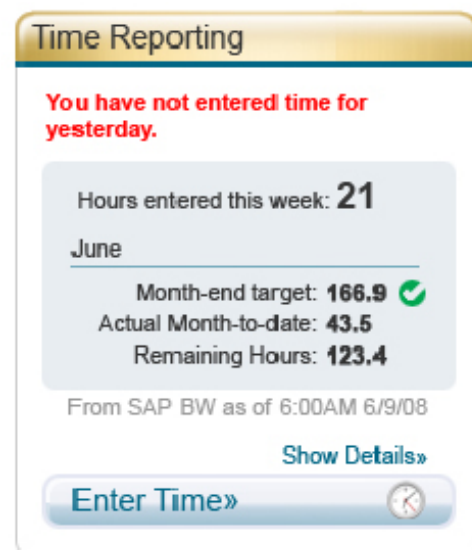 Time Reporting
You have not entered time for
yesterday.
Hours entered this week: 21
June
Month-end target: 166.9
Actual Month-to-date: 43.5
Remaining Hours: 123.4
From SAP BW as of 6:00AM 6/9/08
Show Details»
Enter Time»